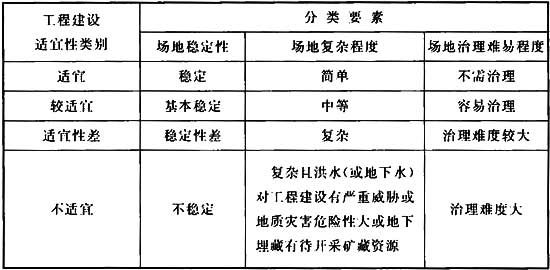 工程建设
适宜性类别
分类要素
场地稳定性 场地复杂程度 场地治理难易程度
适宜 稳定 简单 不需治理
较适宜 基本稳定 中等 容易治理
适宜性差 稳定性差 复杂 治理难度较大
不适宜 不稳定 复杂且洪水(或地下水)
对工程建设有严重威胁或
地质灾害危险性大或地下
埋藏有待开采矿藏资源
治理难度大